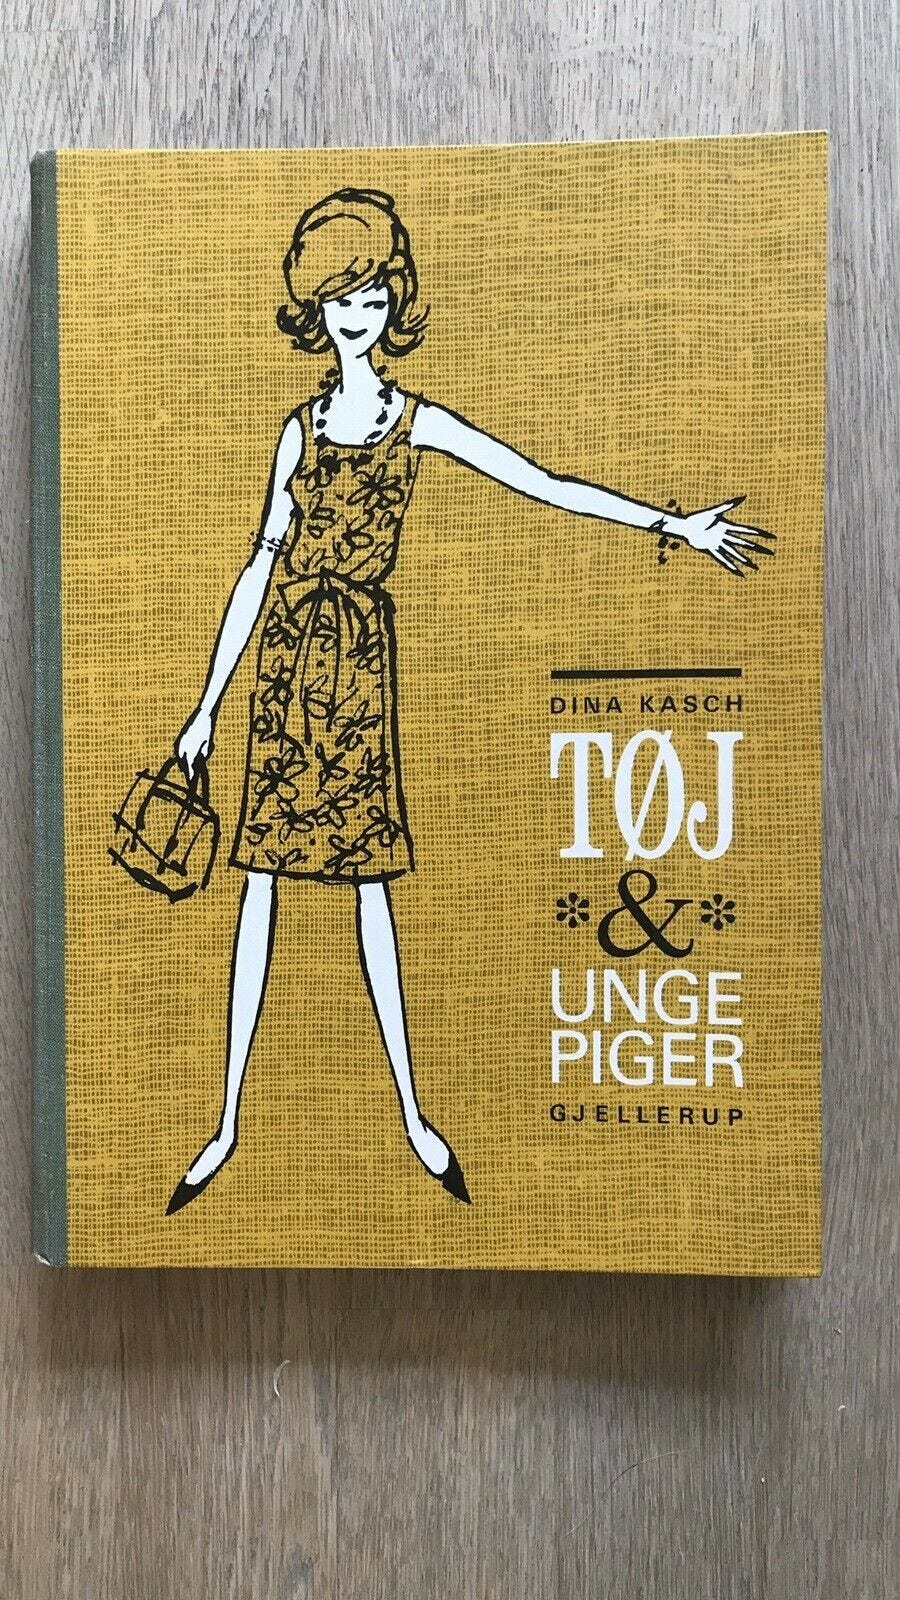 DINA KASCH
TØJ
&
UNGE
PIGER
GJELLERUP